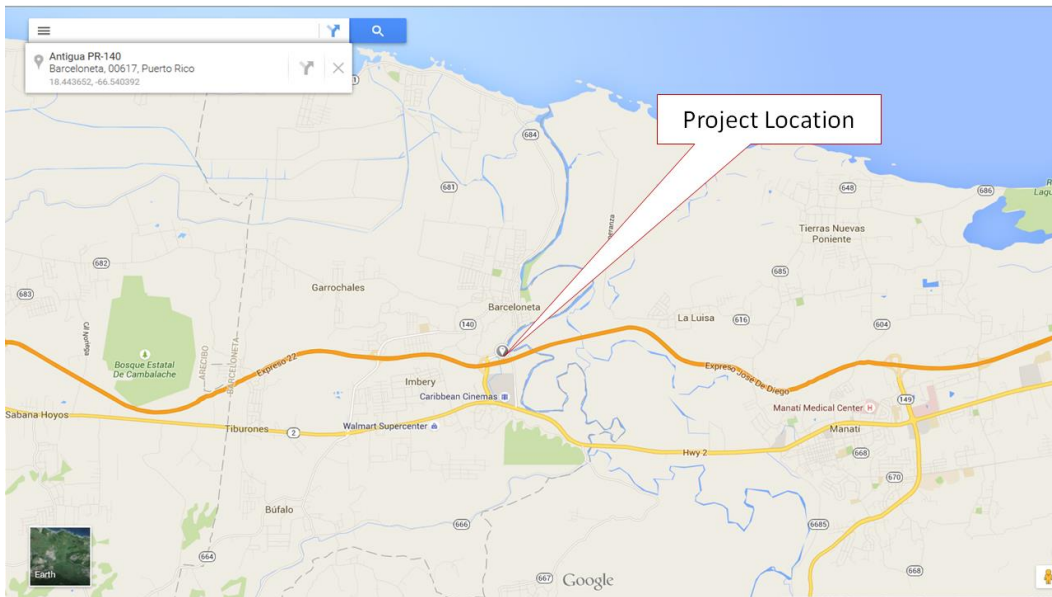 Antigua PR-140
Barceloneta, 00617, Puerto Rico
18.443652, -66.540392
Project Location
684
681
648
686
Tierras Nuevas
Poniente
682
685
683
Garrochales
Barceloneta
La Luisa
616
604
140
Bosque Estatal
De Cambalache
ARECIBO
BARCELONETA
Expreso 22
Expreso José De Diego
Imbery
Caribbean Cinemas
149
Manatí Medical Center
H
Sabana Hoyos
Tiburones
2
Walmart Supercenter
Manatí
Hwy 2
668
670
Búfalo
666
6685
664
Earth
667
Google
668